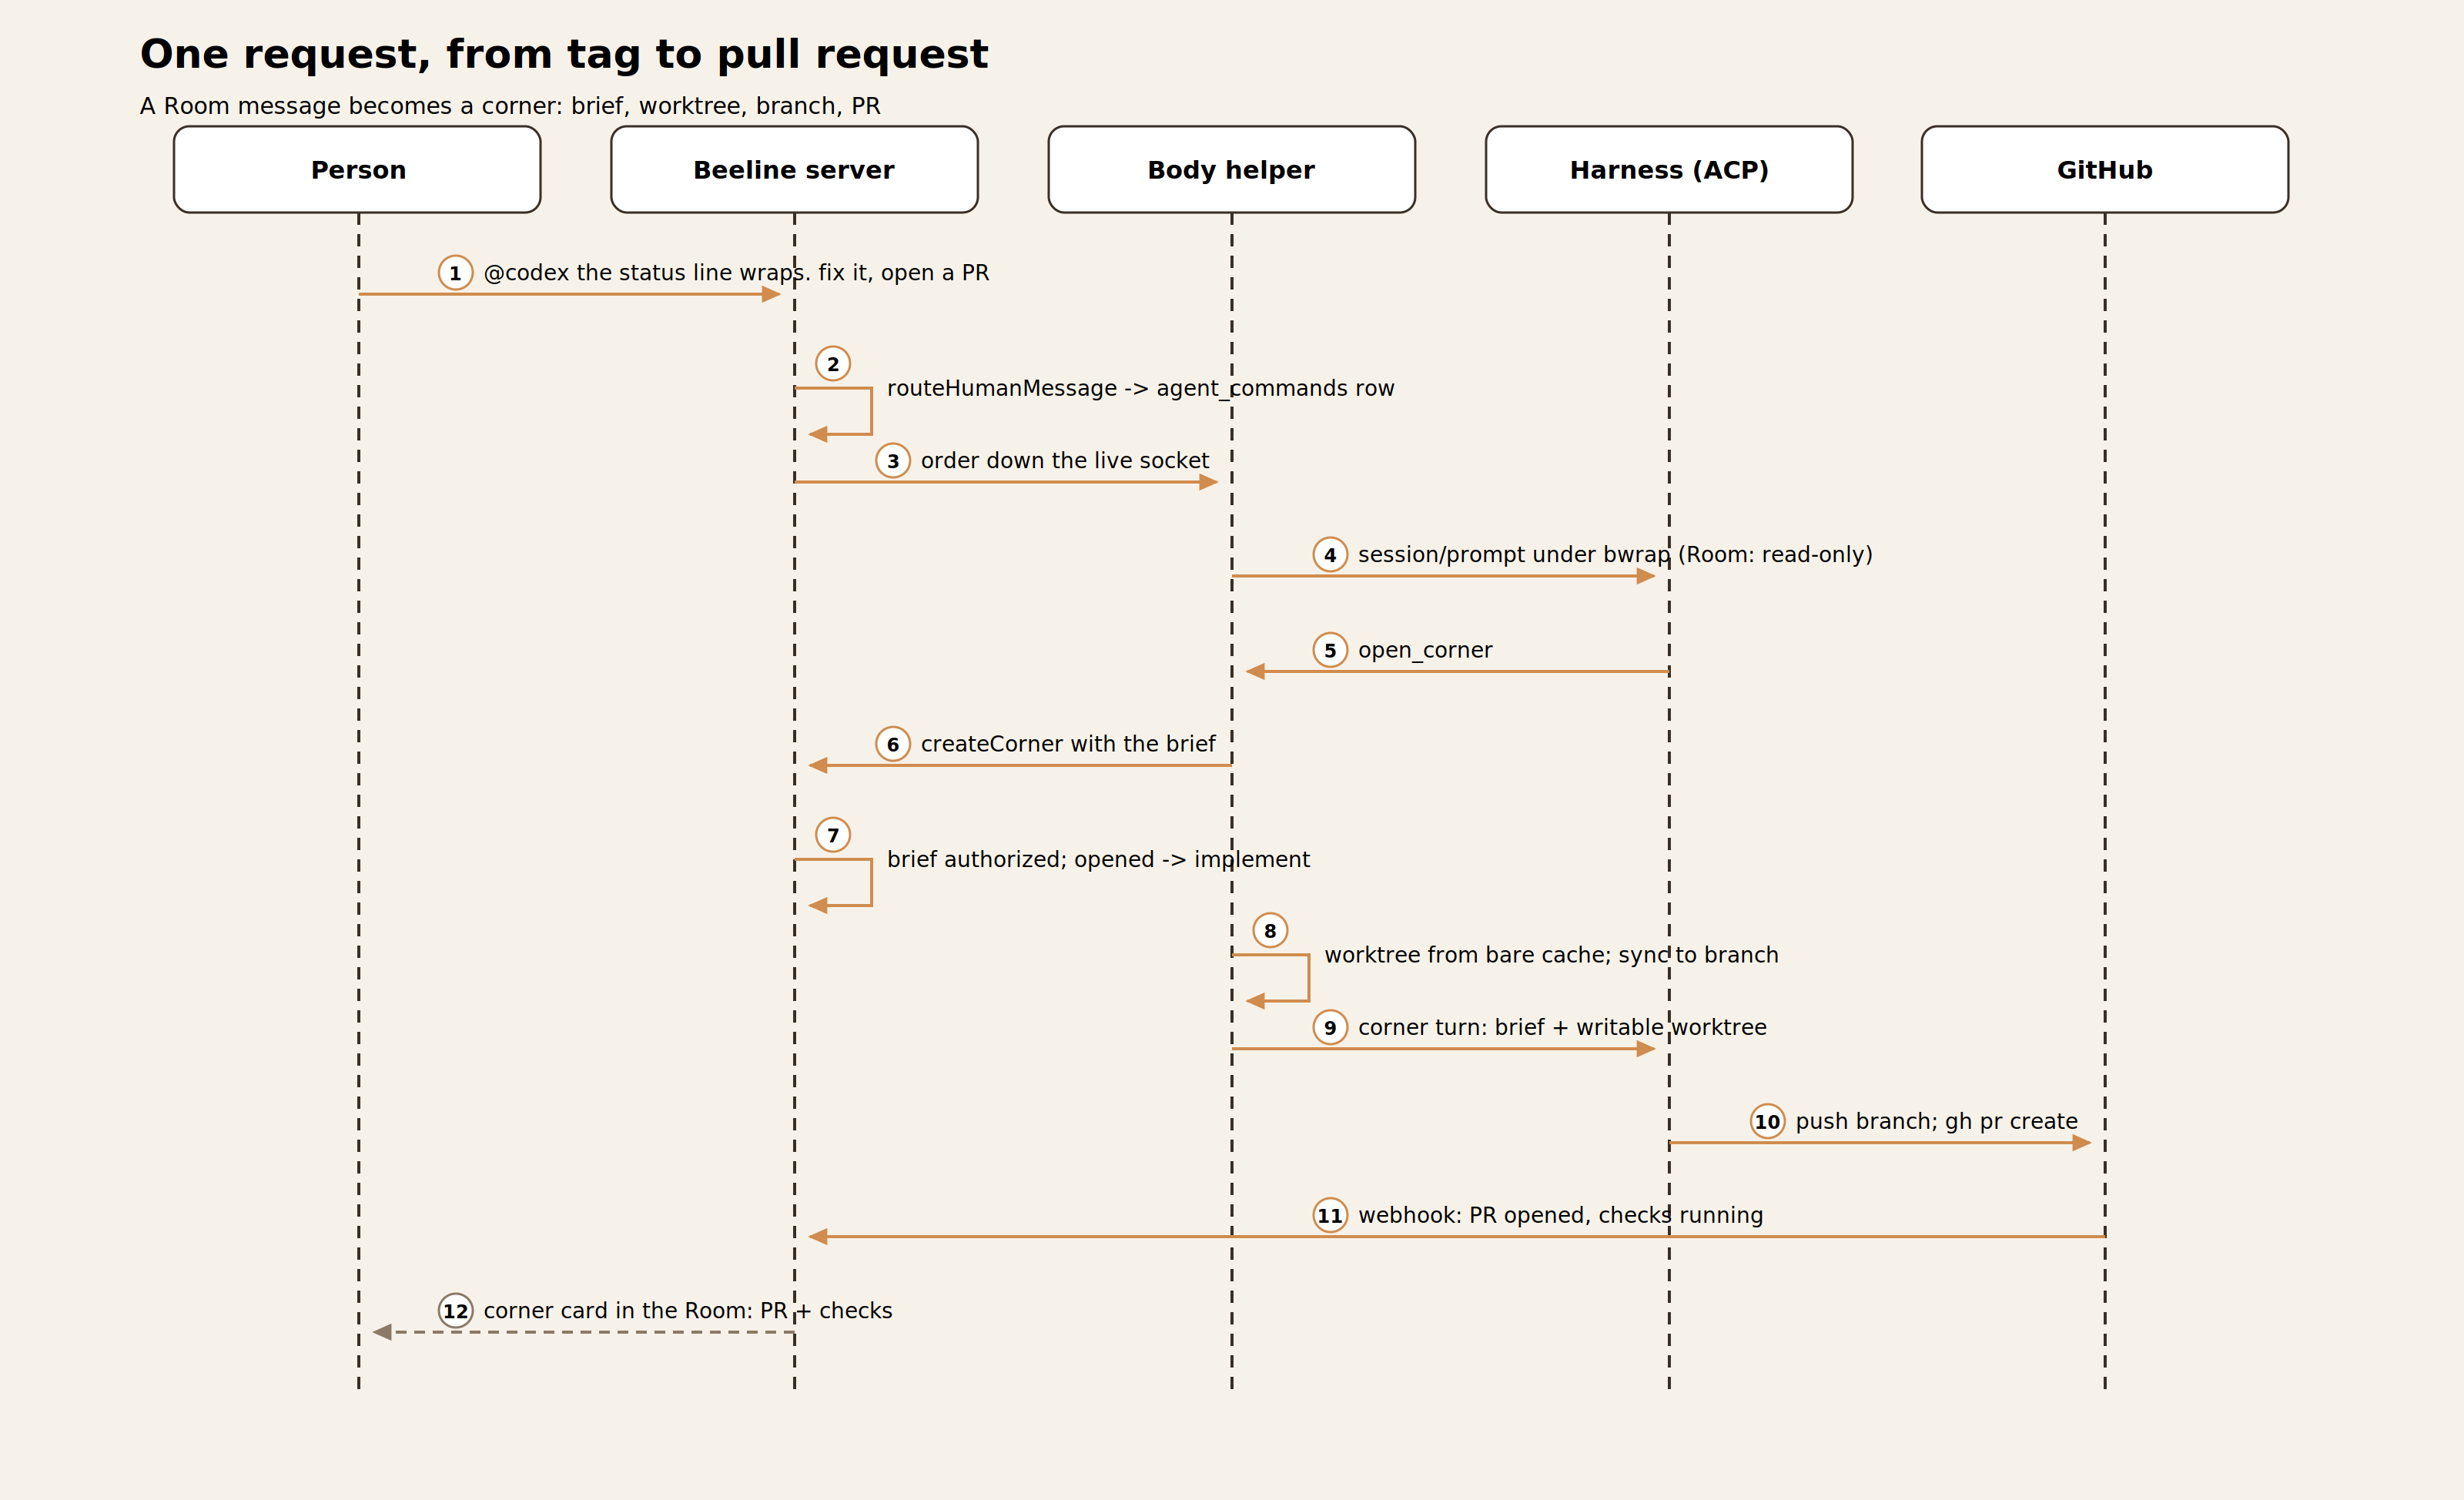 One request, from tag to pull request
A Room message becomes a corner: brief, worktree, branch, PR
Person
Beeline server
Body helper
Harness (ACP)
GitHub
1 @codex the status line wraps. fix it, open a PR
2 routeHumanMessage -> agent_commands row
3 order down the live socket
4 session/prompt under bwrap (Room: read-only)
5 open_corner
6 createCorner with the brief
7 brief authorized; opened -> implement
8 worktree from bare cache; sync to branch
9 corner turn: brief + writable worktree
10 push branch; gh pr create
11 webhook: PR opened, checks running
12 corner card in the Room: PR + checks